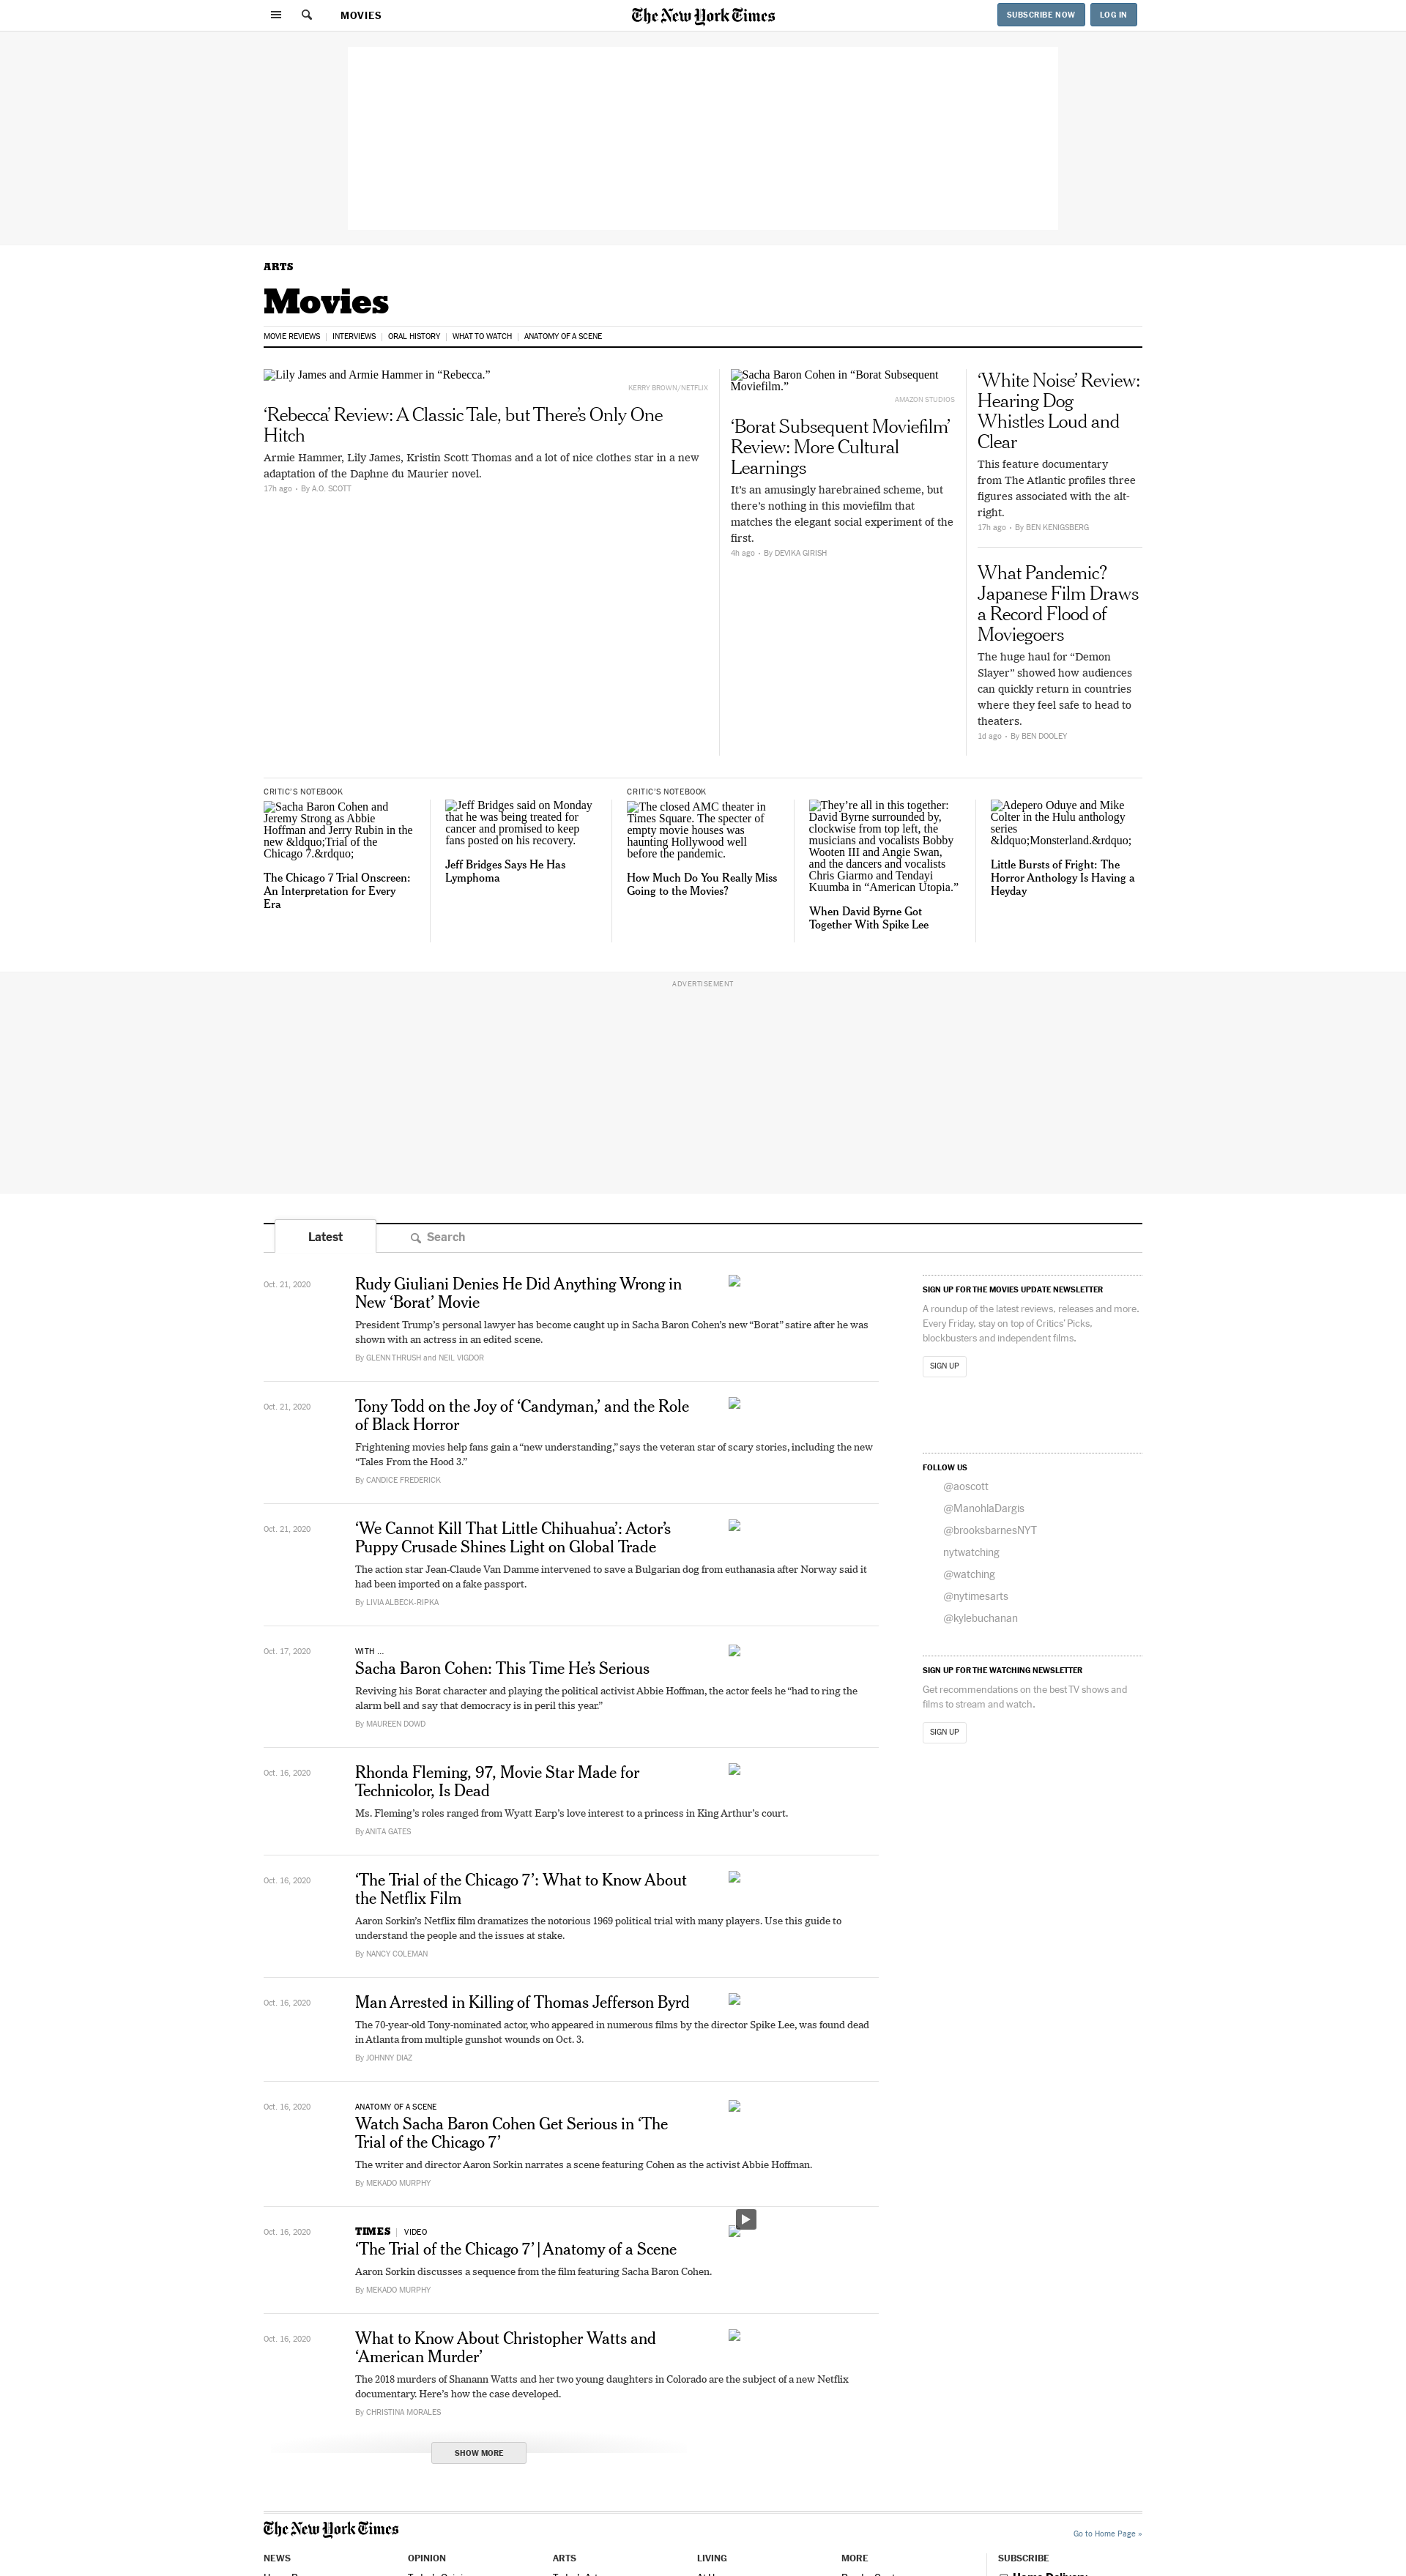 MOVIES
The New York Times
SUBSCRIBE NOW
LOG IN
ARTS
Movies
MOVIE REVIEWS
INTERVIEWS
ORAL HISTORY
WHAT TO WATCH
ANATOMY OF A SCENE
Lily James and Armie Hammer in “Rebecca.”
KERRY BROWN/NETFLIX
‘Rebecca’ Review: A Classic Tale, but There’s Only One
Hitch
Armie Hammer, Lily James, Kristin Scott Thomas and a lot of nice clothes star in a new
adaptation of the Daphne du Maurier novel.
17h ago • By A.O. SCOTT
Sacha Baron Cohen in “Borat Subsequent
Moviefilm.”
AMAZON STUDIOS
‘Borat Subsequent Moviefilm’
Review: More Cultural
Learnings
It’s an amusingly harebrained scheme, but
there’s nothing in this moviefilm that
matches the elegant social experiment of the
first.
4h ago • By DEVIKA GIRISH
‘White Noise’ Review:
Hearing Dog
Whistles Loud and
Clear
This feature documentary
from The Atlantic profiles three
figures associated with the alt-
right.
17h ago • By BEN KENIGSBERG
What Pandemic?
Japanese Film Draws
a Record Flood of
Moviegoers
The huge haul for “Demon
Slayer” showed how audiences
can quickly return in countries
where they feel safe to head to
theaters.
1d ago • By BEN DOOLEY
CRITIC’S NOTEBOOK
Sacha Baron Cohen and
Jeremy Strong as Abbie
Hoffman and Jerry Rubin in the
new &ldquo;Trial of the
Chicago 7.&rdquo;
The Chicago 7 Trial Onscreen:
An Interpretation for Every
Era
Jeff Bridges said on Monday
that he was being treated for
cancer and promised to keep
fans posted on his recovery.
Jeff Bridges Says He Has
Lymphoma
CRITIC’S NOTEBOOK
The closed AMC theater in
Times Square. The specter of
empty movie houses was
haunting Hollywood well
before the pandemic.
How Much Do You Really Miss
Going to the Movies?
They’re all in this together:
David Byrne surrounded by,
clockwise from top left, the
musicians and vocalists Bobby
Wooten III and Angie Swan,
and the dancers and vocalists
Chris Giarmo and Tendayi
Kuumba in “American Utopia.”
When David Byrne Got
Together With Spike Lee
Adepero Oduye and Mike
Colter in the Hulu anthology
series
&ldquo;Monsterland.&rdquo;
Little Bursts of Fright: The
Horror Anthology Is Having a
Heyday
ADVERTISEMENT
Latest
Search
Oct. 21, 2020
Rudy Giuliani Denies He Did Anything Wrong in
New ‘Borat’ Movie
President Trump’s personal lawyer has become caught up in Sacha Baron Cohen’s new “Borat” satire after he was
shown with an actress in an edited scene.
By GLENN THRUSH and NEIL VIGDOR
Oct. 21, 2020
Tony Todd on the Joy of ‘Candyman,’ and the Role
of Black Horror
Frightening movies help fans gain a “new understanding,” says the veteran star of scary stories, including the new
“Tales From the Hood 3.”
By CANDICE FREDERICK
Oct. 21, 2020
‘We Cannot Kill That Little Chihuahua’: Actor’s
Puppy Crusade Shines Light on Global Trade
The action star Jean-Claude Van Damme intervened to save a Bulgarian dog from euthanasia after Norway said it
had been imported on a fake passport.
By LIVIA ALBECK-RIPKA
Oct. 17, 2020
WITH ...
Sacha Baron Cohen: This Time He’s Serious
Reviving his Borat character and playing the political activist Abbie Hoffman, the actor feels he “had to ring the
alarm bell and say that democracy is in peril this year.”
By MAUREEN DOWD
Oct. 16, 2020
Rhonda Fleming, 97, Movie Star Made for
Technicolor, Is Dead
Ms. Fleming’s roles ranged from Wyatt Earp’s love interest to a princess in King Arthur’s court.
By ANITA GATES
Oct. 16, 2020
‘The Trial of the Chicago 7’: What to Know About
the Netflix Film
Aaron Sorkin’s Netflix film dramatizes the notorious 1969 political trial with many players. Use this guide to
understand the people and the issues at stake.
By NANCY COLEMAN
Oct. 16, 2020
Man Arrested in Killing of Thomas Jefferson Byrd
The 70-year-old Tony-nominated actor, who appeared in numerous films by the director Spike Lee, was found dead
in Atlanta from multiple gunshot wounds on Oct. 3.
By JOHNNY DIAZ
Oct. 16, 2020
ANATOMY OF A SCENE
Watch Sacha Baron Cohen Get Serious in ‘The
Trial of the Chicago 7’
The writer and director Aaron Sorkin narrates a scene featuring Cohen as the activist Abbie Hoffman.
By MEKADO MURPHY
Oct. 16, 2020
TIMES | VIDEO
‘The Trial of the Chicago 7’ | Anatomy of a Scene
Aaron Sorkin discusses a sequence from the film featuring Sacha Baron Cohen.
By MEKADO MURPHY
Oct. 16, 2020
What to Know About Christopher Watts and
‘American Murder’
The 2018 murders of Shanann Watts and her two young daughters in Colorado are the subject of a new Netflix
documentary. Here’s how the case developed.
By CHRISTINA MORALES
SHOW MORE
SIGN UP FOR THE MOVIES UPDATE NEWSLETTER
A roundup of the latest reviews, releases and more.
Every Friday, stay on top of Critics’ Picks,
blockbusters and independent films.
SIGN UP
FOLLOW US
@aoscott
@ManohlaDargis
@brooksbarnesNYT
nytwatching
@watching
@nytimesarts
@kylebuchanan
SIGN UP FOR THE WATCHING NEWSLETTER
Get recommendations on the best TV shows and
films to stream and watch.
SIGN UP
The New York Times
Go to Home Page »
NEWS
OPINION
ARTS
LIVING
MORE
SUBSCRIBE